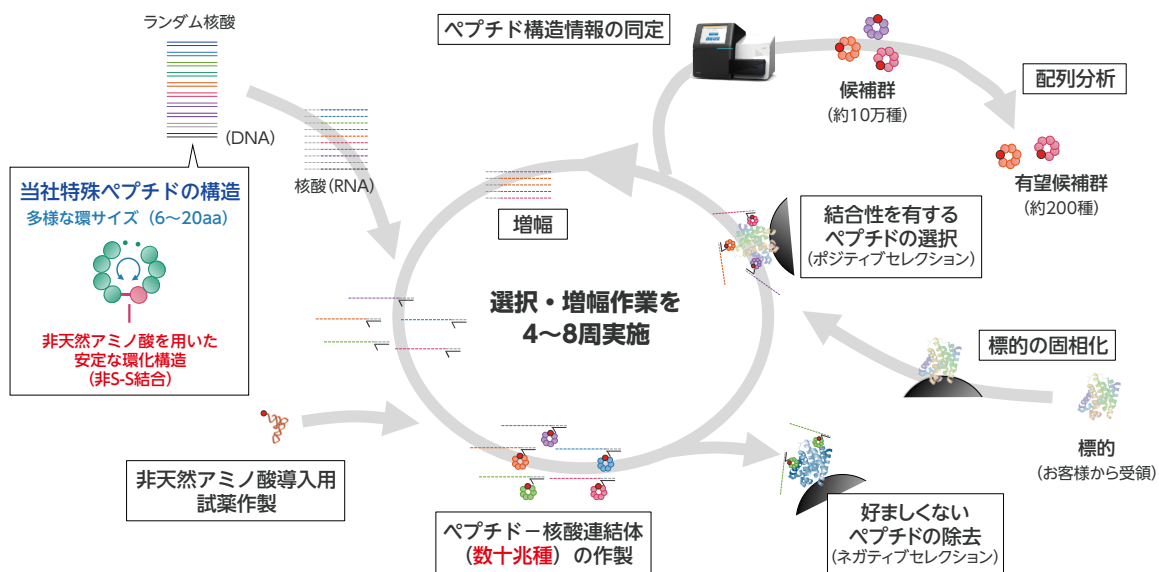 ランダム核酸
(DNA)
当社特殊ペプチドの構造
多様な環サイズ（6〜20aa）
非天然アミノ酸を用いた
安定な環化構造
(非S-S結合)
核酸(RNA)
ペプチド構造情報の同定
候補群
(約10万種)
配列分析
有望候補群
(約200種)
増幅
結合性を有する
ペプチドの選択
(ポジティブセレクション)
選択・増幅作業を
4〜8周実施
標的の固相化
標的
(お客様から受領)
非天然アミノ酸導入用
試薬作製
ペプチド－核酸連結体
（数十兆種）の作製
好ましくない
ペプチドの除去
(ネガティブセレクション)